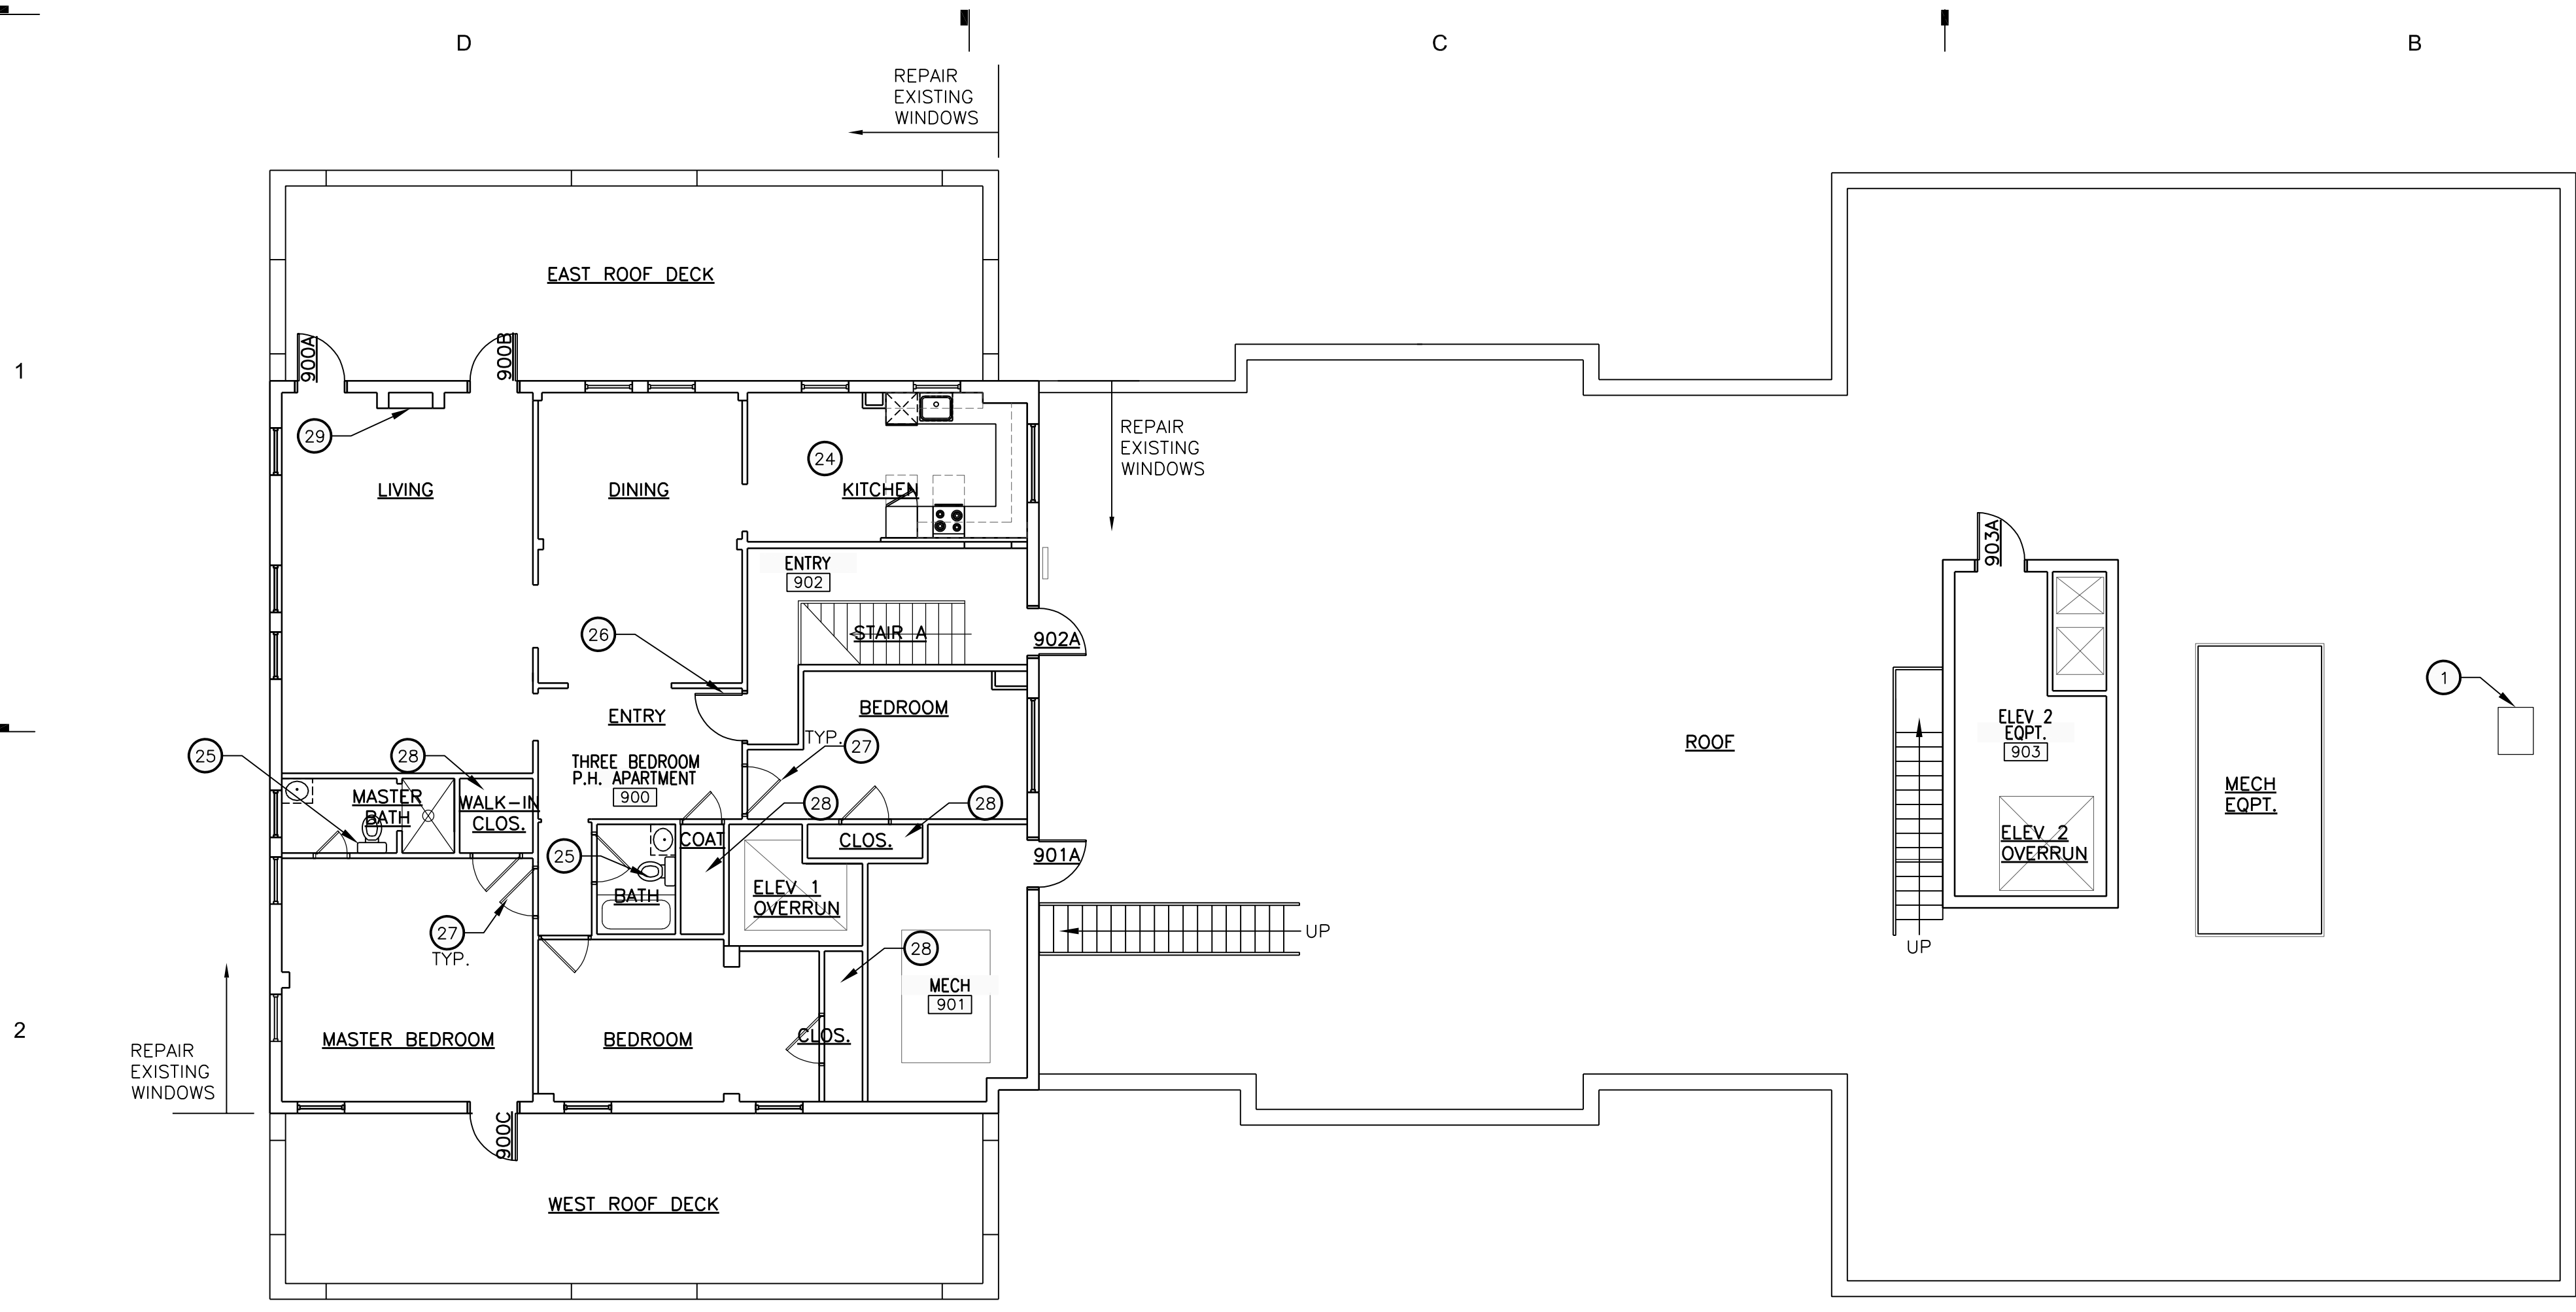 D
C
B
REPAIR
EXISTING
WINDOWS
EAST ROOF DECK
900A
900B
1
29
REPAIR
EXISTING
WINDOWS
24
LIVING
DINING
KITCHEN
903A
ENTRY
902
26
STAIR A
902A
1
ENTRY
BEDROOM
ELEV 2
EQPT.
903
ROOF
TYP.
27
25
28
THREE BEDROOM
P.H. APARTMENT
900
MECH
EQPT.
MASTER
BATH
WALK-IN
CLOS.
28
28
COAT
CLOS.
ELEV 2
OVERRUN
25
901A
BATH
ELEV 1
OVERRUN
27
TYP.
UP
UP
28
MECH
901
2
MASTER BEDROOM
BEDROOM
CLOS.
REPAIR
EXISTING
WINDOWS
900C
WEST ROOF DECK